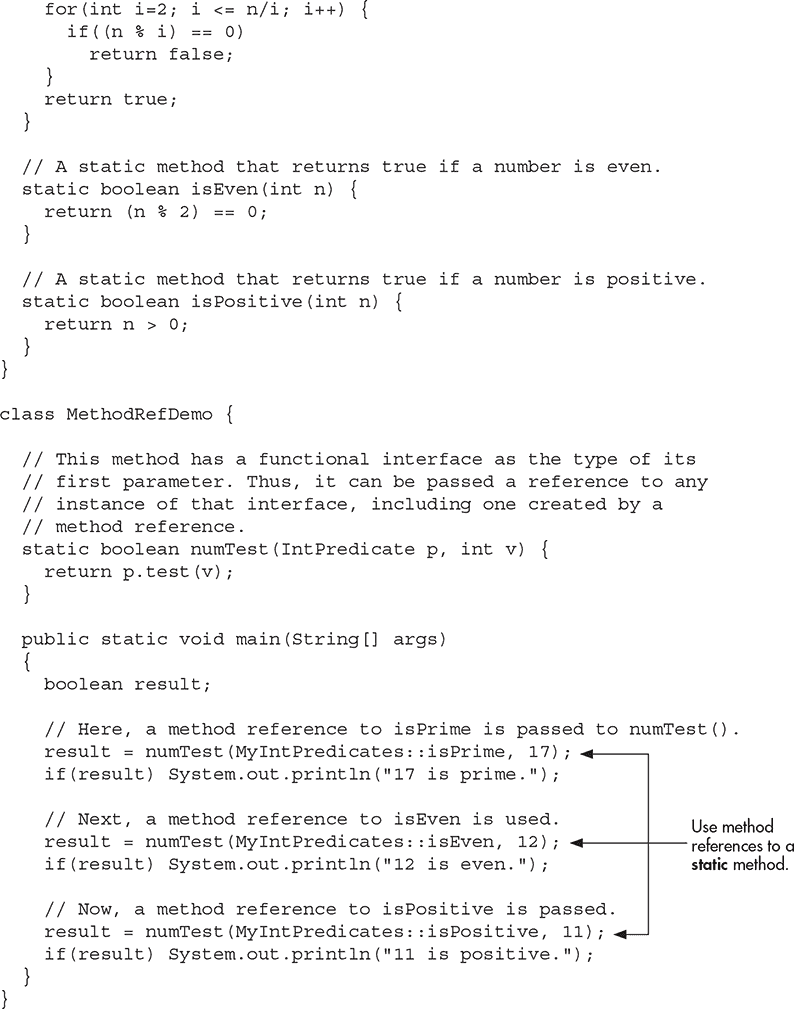 for(int i=2; i <= n/i; i++) {
      if((n % i) == 0)
        return false;
    }
    return true;
  }

  // A static method that returns true if a number is even.
  static boolean isEven(int n) {
    return (n % 2) == 0;
  }

  // A static method that returns true if a number is positive.
  static boolean isPositive(int n) {
    return n > 0;
  }
}

class MethodRefDemo {

  // This method has a functional interface as the type of its
  // first parameter. Thus, it can be passed a reference to any
  // instance of that interface, including one created by a
  // method reference.
  static boolean numTest(IntPredicate p, int v) {
    return p.test(v);
  }

  public static void main(String[] args)
  {
    boolean result;

    // Here, a method reference to isPrime is passed to numTest().
    result = numTest(MyIntPredicates::isPrime, 17);
    if(result) System.out.println("17 is prime.");

    // Next, a method reference to isEven is used.
    result = numTest(MyIntPredicates::isEven, 12);
    if(result) System.out.println("12 is even.");

    // Now, a method reference to isPositive is passed.
    result = numTest(MyIntPredicates::isPositive, 11);
    if(result) System.out.println("11 is positive.");
  }
}
Use method
references to a
static method.